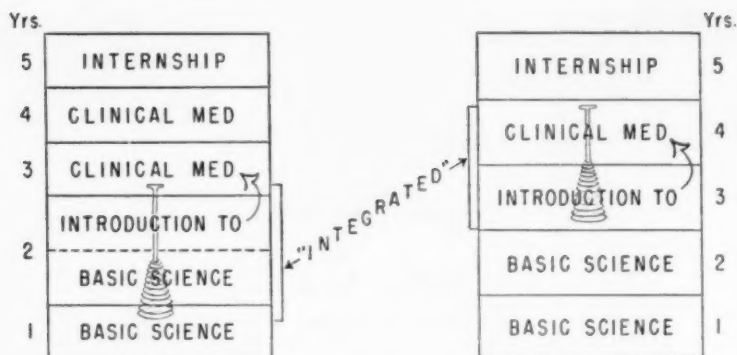 Yrs.
5 INTERNSHIP
4 CLINICAL MED
3 CLINICAL MED
INTRODUCTION TO
2
BASIC SCIENCE
1 BASIC SCIENCE
"INTEGRATED"
Yrs.
INTERNSHIP 5
CLINICAL MED 4
INTRODUCTION TO 3
BASIC SCIENCE 2
BASIC SCIENCE 1